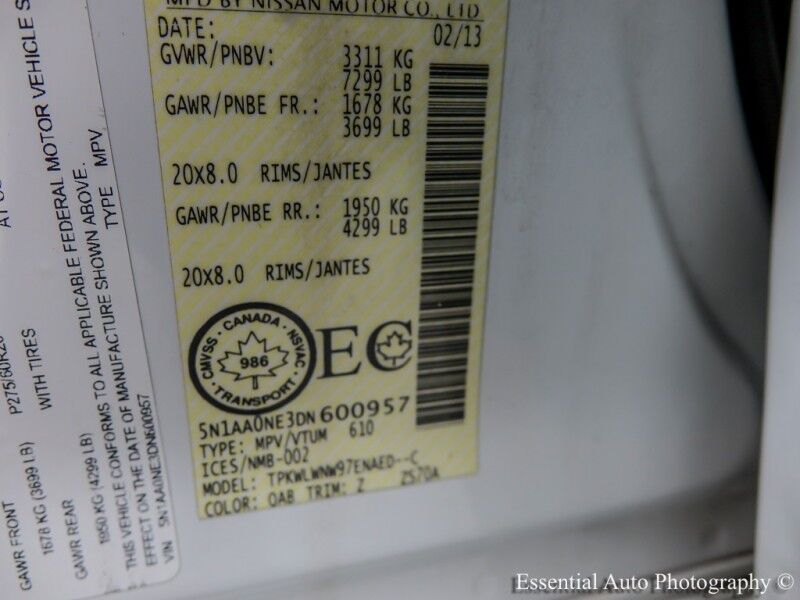 MFD BY NISSAN MOTOR CO., LTD
DATE: 02/13
GVWR/PNBV: 3311 KG
7299 LB
GAWR/PNBE FR.: 1678 KG
3699 LB
20x8.0 RIMS/JANTES
GAWR/PNBE RR.: 1950 KG
4299 LB
20x8.0 RIMS/JANTES
CANADA · NSVAC · TRANSPORT · CMVSS ·
986
EC
5N1AA0NE3DN600957
TYPE: MPV/VTUM 610
ICES/NMB-002
MODEL: TPKWLWNW97ENAED--C
COLOR: QAB TRIM: Z ZS70A
P275/60R20
GAWR FRONT
1678 KG (3699 LB) WITH TIRES
GAWR REAR
1950 KG (4299 LB)
THIS VEHICLE CONFORMS TO ALL APPLICABLE FEDERAL MOTOR VEHICLE S
EFFECT ON THE DATE OF MANUFACTURE SHOWN ABOVE.
VIN 5N1AA0NE3DN600957 TYPE MPV
Essential Auto Photography ©